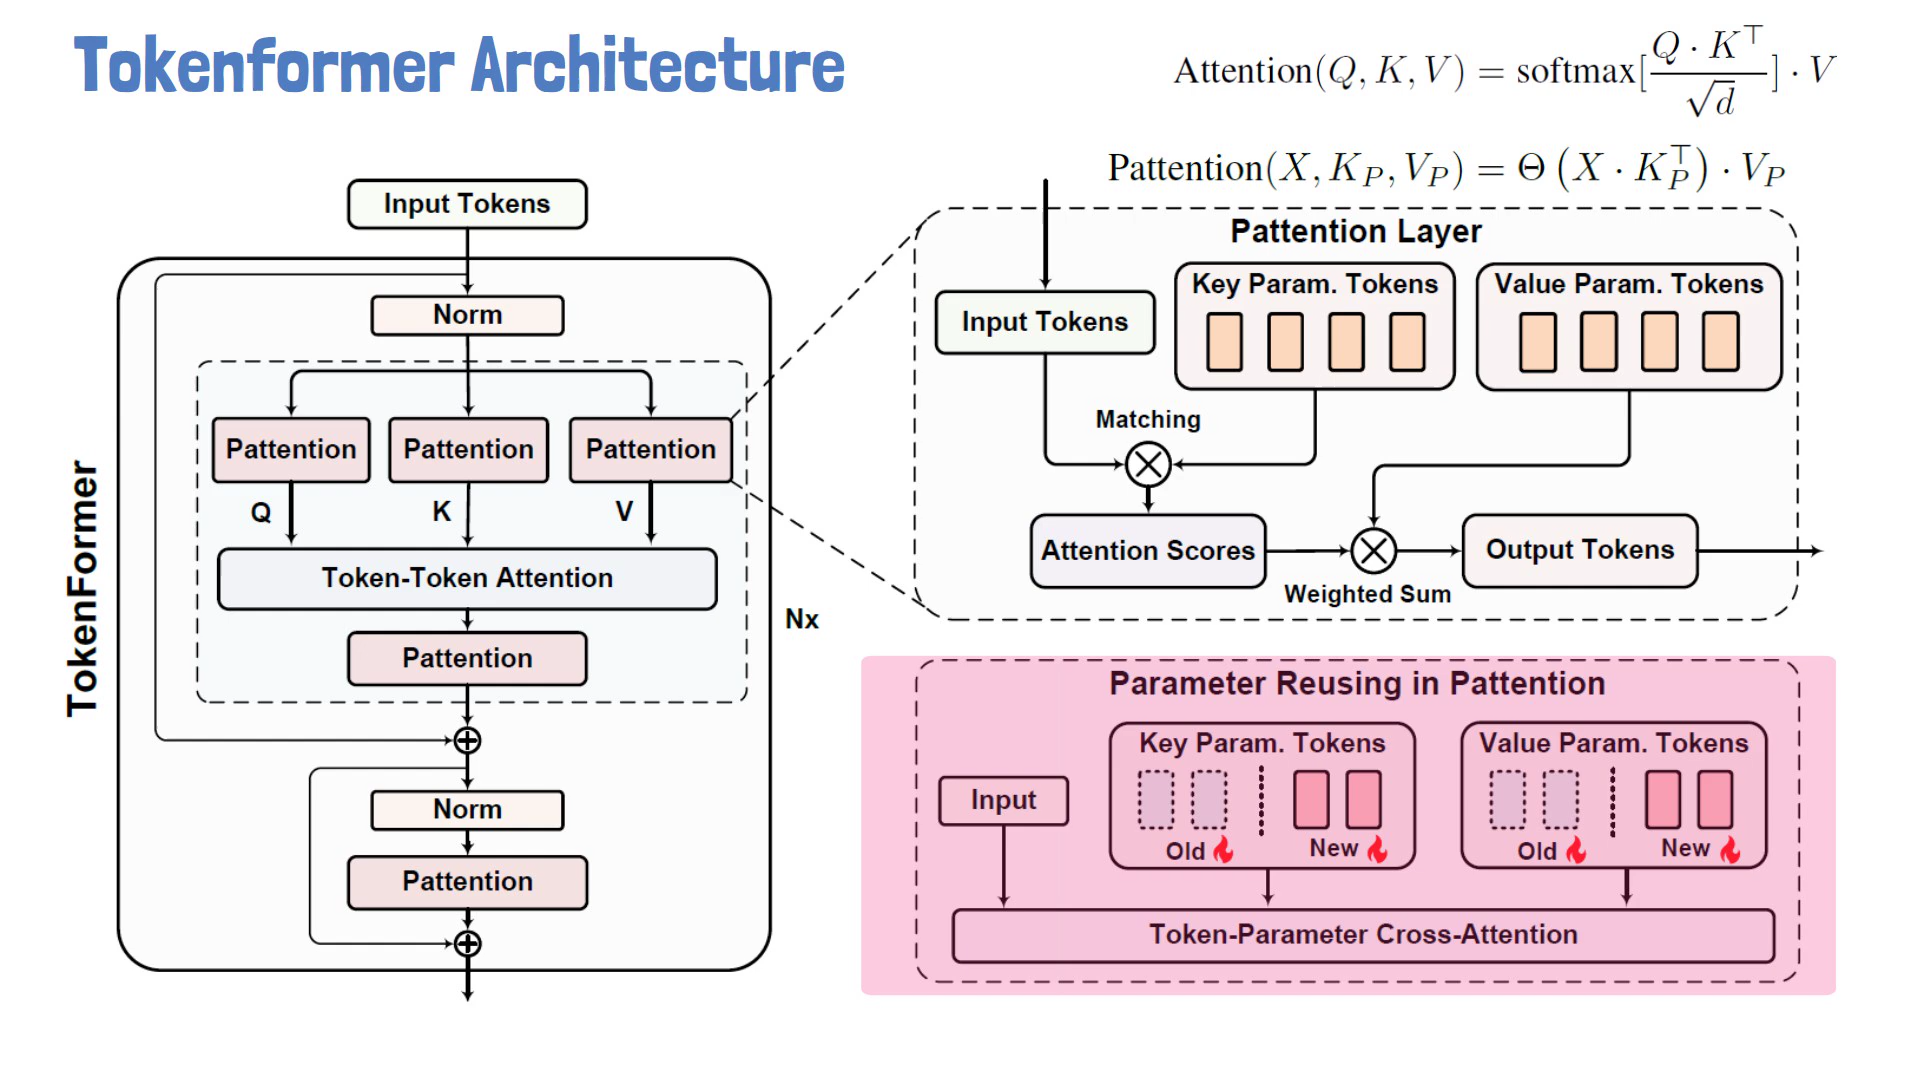 Tokenformer Architecture
Attention(Q, K, V) = softmax[Q · K^⊤ / √d] · V
Pattention(X, K_P, V_P) = Θ (X · K_P^⊤) · V_P
TokenFormer
Input Tokens
Norm
Pattention
Pattention
Pattention
Q
K
V
Token-Token Attention
Pattention
Nx
Norm
Pattention
Pattention Layer
Input Tokens
Key Param. Tokens
Value Param. Tokens
Matching
Attention Scores
Weighted Sum
Output Tokens
Parameter Reusing in Pattention
Input
Key Param. Tokens
Old
New
Value Param. Tokens
Old
New
Token-Parameter Cross-Attention